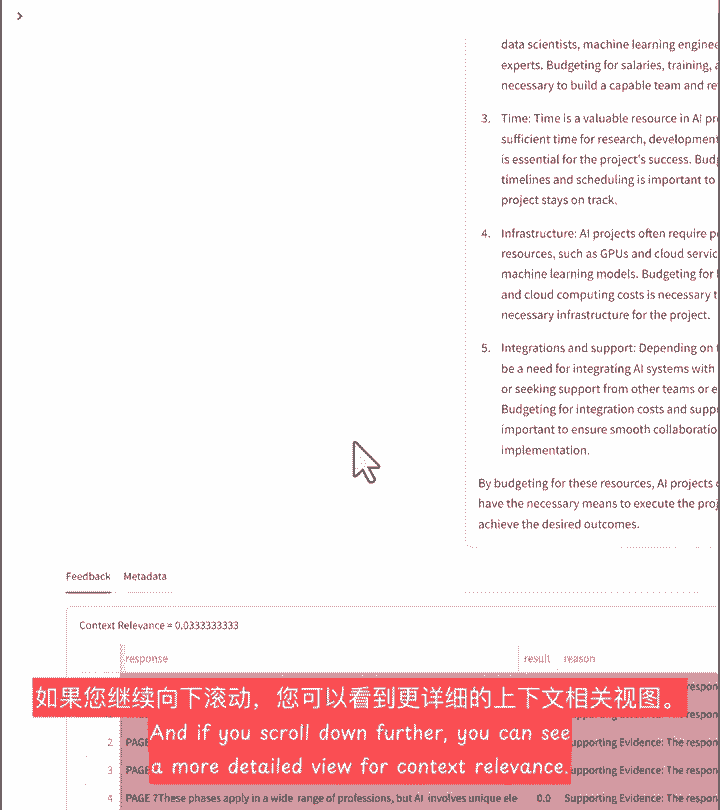 data scientists, machine learning enginee
experts. Budgeting for salaries, training, a
necessary to build a capable team and re
3. Time: Time is a valuable resource in AI pr
sufficient time for research, development
is essential for the project's success. Budg
timelines and scheduling is important to
project stays on track.
4. Infrastructure: AI projects often require p
resources, such as GPUs and cloud servic
machine learning models. Budgeting for
and cloud computing costs is necessary t
necessary infrastructure for the project.
5. Integrations and support: Depending on
be a need for integrating AI systems with
or seeking support from other teams or e
Budgeting for integration costs and supp
important to ensure smooth collaboratio
implementation.
By budgeting for these resources, AI projects
have the necessary means to execute the proj
achieve the desired outcomes.
Feedback Metadata
Context Relevance = 0.0333333333
response result reason
respon
如果您继续向下滚动，您可以看到更详细的上下文相关视图。
And if you scroll down further, you can see
a more detailed view for context relevance.
2 PAGE upporting Evidence: The respon
3 PAGE upporting Evidence: The respon
4 PAGE ?These phases apply in a wide range of professions, but AI involves unique ele 0.0 Supporting Evidence: The respon